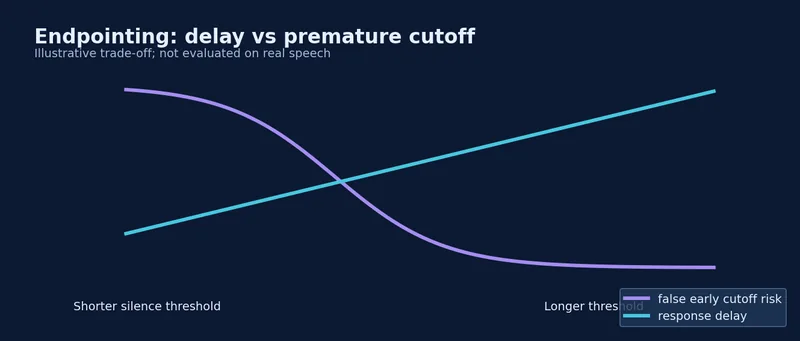 Endpointing: delay vs premature cutoff
Illustrative trade-off; not evaluated on real speech
Shorter silence threshold
Longer threshold
false early cutoff risk
response delay